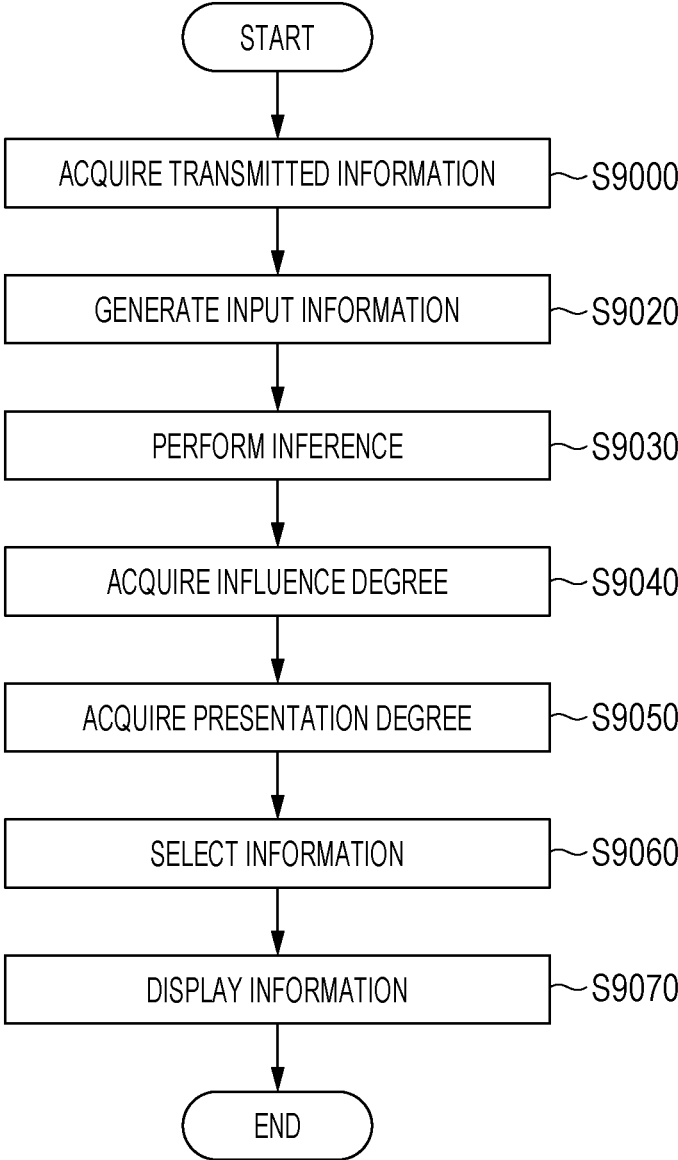 START
ACQUIRE TRANSMITTED INFORMATION S9000
GENERATE INPUT INFORMATION S9020
PERFORM INFERENCE S9030
ACQUIRE INFLUENCE DEGREE S9040
ACQUIRE PRESENTATION DEGREE S9050
SELECT INFORMATION S9060
DISPLAY INFORMATION S9070
END